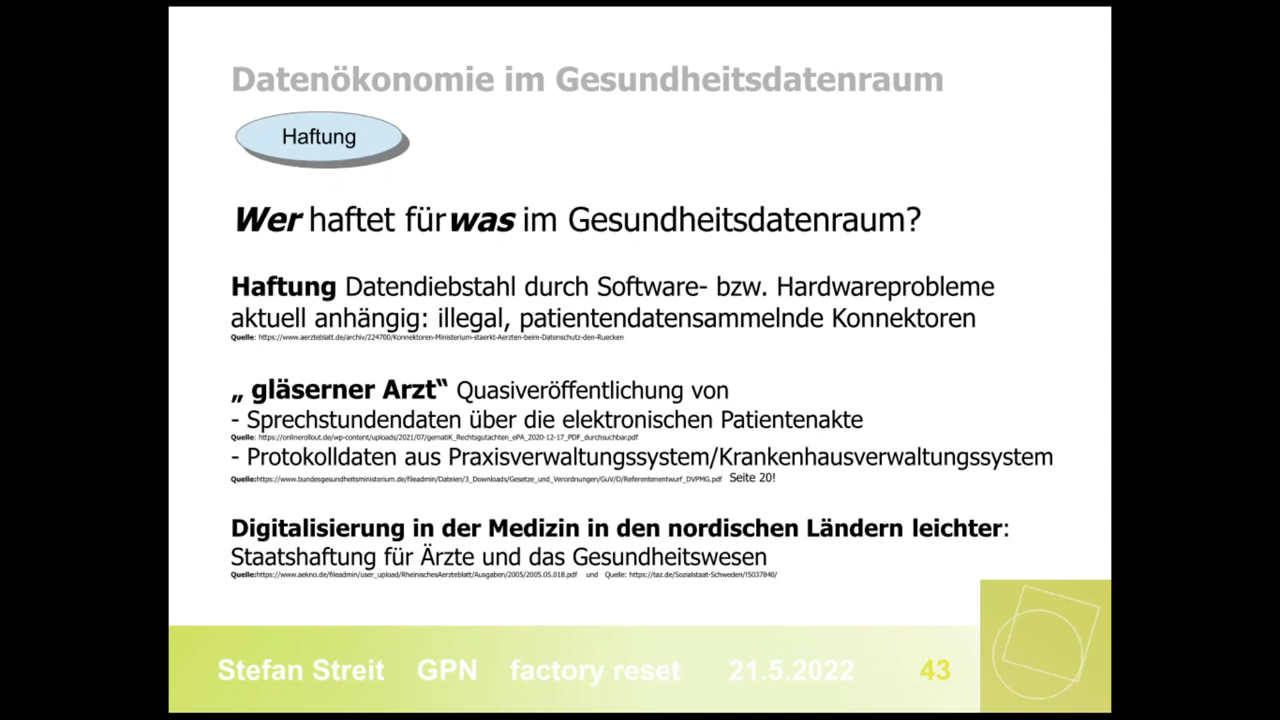 Datenökonomie im Gesundheitsdatenraum
Haftung
Wer haftet für was im Gesundheitsdatenraum?
Haftung Datendiebstahl durch Software- bzw. Hardwareprobleme
aktuell anhängig: illegal, patientendatensammelnde Konnektoren
Quelle: https://www.aerzteblatt.de/archiv/224700/Konnektoren-Ministerium-staerkt-Aerzten-beim-Datenschutz-den-Ruecken
„ gläserner Arzt“ Quasiveröffentlichung von
- Sprechstundendaten über die elektronischen Patientenakte
Quelle: https://onlinerollout.de/wp-content/uploads/2021/07/gematiK_Rechtsgutachten_ePA_2020-12-17_PDF_durchsuchbar.pdf
- Protokolldaten aus Praxisverwaltungssystem/Krankenhausverwaltungssystem
Quelle:https://www.bundesgesundheitsministerium.de/fileadmin/Dateien/3_Downloads/Gesetze_und_Verordnungen/GuV/D/Referentenentwurf_DVPMG.pdf Seite 20!
Digitalisierung in der Medizin in den nordischen Ländern leichter:
Staatshaftung für Ärzte und das Gesundheitswesen
Quelle:https://www.aekno.de/fileadmin/user_upload/RheinischesAerzteblatt/Ausgaben/2005/2005.05.018.pdf und Quelle: https://taz.de/Sozialstaat-Schweden/!5037840/
Stefan Streit GPN factory reset 21.5.2022 43